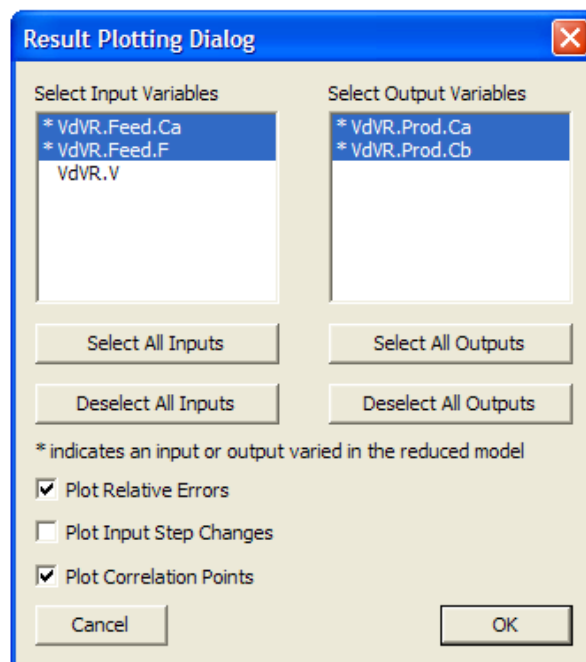 Result Plotting Dialog
Select Input Variables
* VdVR.Feed.Ca
* VdVR.Feed.F
VdVR.V
Select Output Variables
* VdVR.Prod.Ca
* VdVR.Prod.Cb
Select All Inputs
Select All Outputs
Deselect All Inputs
Deselect All Outputs
* indicates an input or output varied in the reduced model
Plot Relative Errors
Plot Input Step Changes
Plot Correlation Points
Cancel
OK